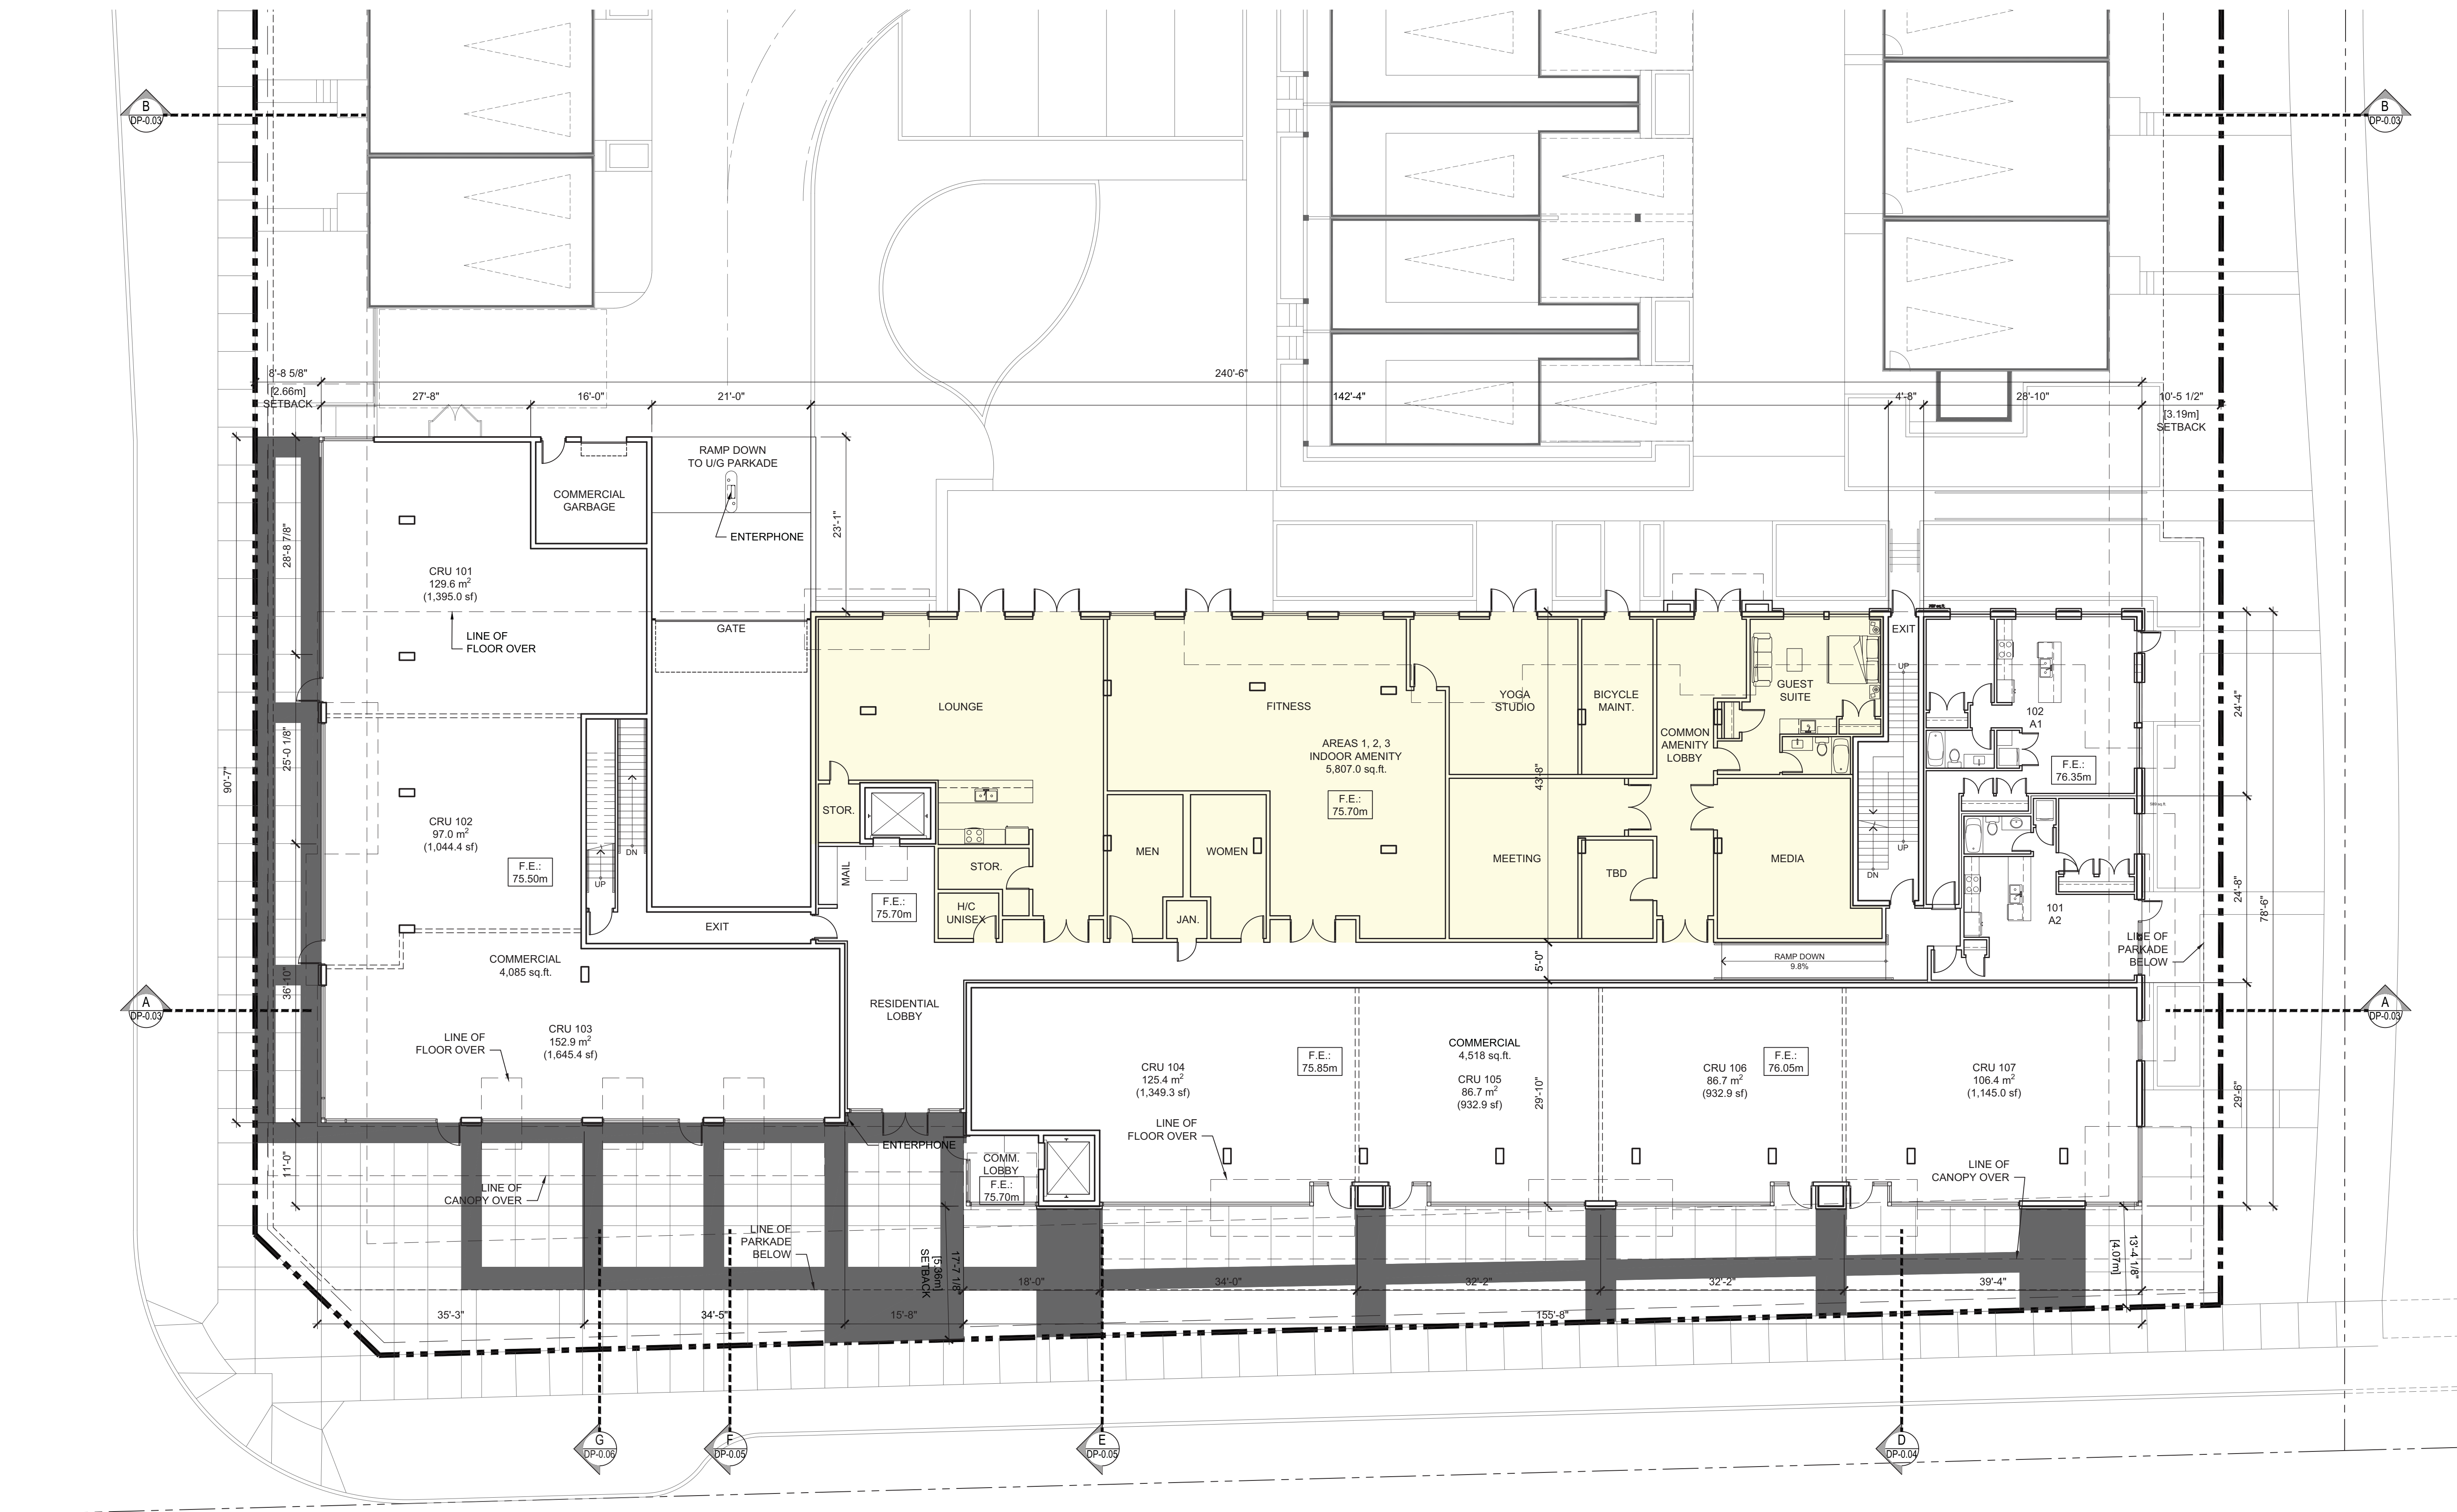 B
DP-0.03
B
DP-0.03
8'-8 5/8"
[2.66m]
SETBACK
240'-6"
27'-8"
16'-0"
21'-0"
142'-4"
4'-8"
28'-10"
10'-5 1/2"
[3.19m]
SETBACK
RAMP DOWN
TO U/G PARKADE
ENTERPHONE
COMMERCIAL
GARBAGE
23'-1"
28'-8 7/8"
CRU 101
129.6 m²
(1,395.0 sf)
LINE OF
FLOOR OVER
GATE
EXIT
UP
LOUNGE
FITNESS
YOGA
STUDIO
BICYCLE
MAINT.
COMMON
AMENITY
LOBBY
GUEST
SUITE
102
A1
24'-4"
AREAS 1, 2, 3
INDOOR AMENITY
5,807.0 sq.ft.
43'-8"
F.E.:
75.70m
F.E.:
76.35m
90'-7"
25'-0 1/8"
CRU 102
97.0 m²
(1,044.4 sf)
F.E.:
75.50m
DN
UP
STOR.
MAIL
STOR.
MEN
WOMEN
MEETING
TBD
MEDIA
UP
DN
F.E.:
75.70m
H/C
UNISEX
JAN.
EXIT
101
A2
24'-8"
78'-6"
LINE OF
PARKADE
BELOW
36'-10"
COMMERCIAL
4,085 sq.ft.
5'-0"
RAMP DOWN
9.8%
A
DP-0.03
A
DP-0.03
RESIDENTIAL
LOBBY
CRU 103
152.9 m²
(1,645.4 sf)
LINE OF
FLOOR OVER
CRU 104
125.4 m²
(1,349.3 sf)
F.E.:
75.85m
COMMERCIAL
4,518 sq.ft.
CRU 105
86.7 m²
(932.9 sf)
29'-10"
CRU 106
86.7 m²
(932.9 sf)
F.E.:
76.05m
CRU 107
106.4 m²
(1,145.0 sf)
29'-6"
LINE OF
FLOOR OVER
ENTERPHONE
COMM.
LOBBY
F.E.:
75.70m
11'-0"
LINE OF
CANOPY OVER
LINE OF
CANOPY OVER
LINE OF
PARKADE
BELOW
17'-7 1/8"
[5.36m]
SETBACK
13'-4 1/8"
[4.07m]
18'-0"
34'-0"
32'-2"
32'-2"
39'-4"
35'-3"
34'-5"
15'-8"
155'-8"
G
DP-0.06
F
DP-0.05
E
DP-0.05
D
DP-0.04